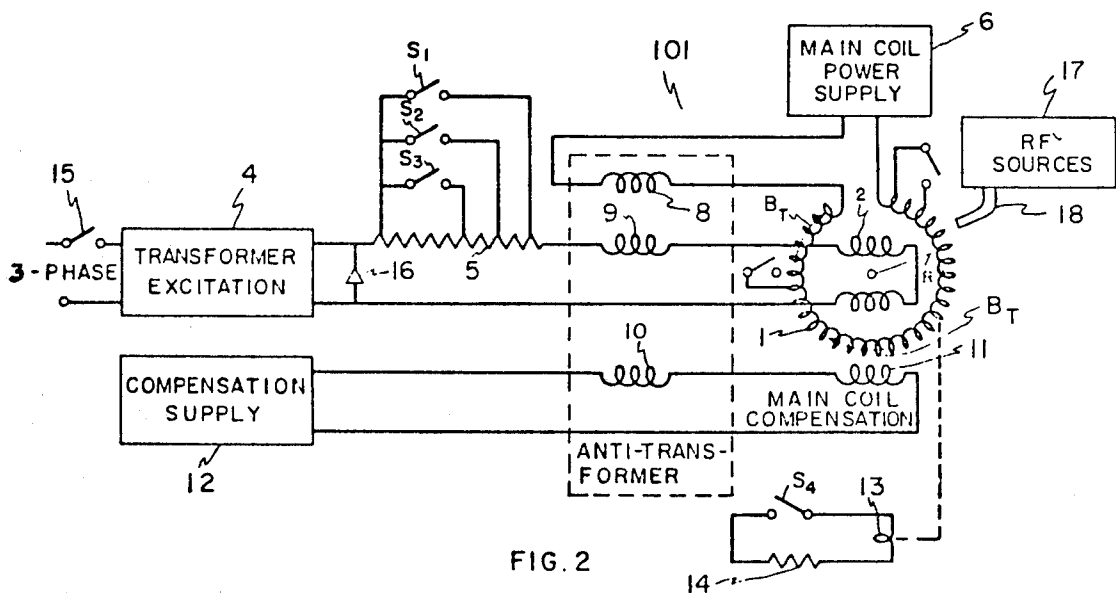 6
MAIN COIL
POWER
SUPPLY
S1
101
17
S2
RF
SOURCES
S3
15
4
8
BT
2
18
9
TRANSFORMER
EXCITATION
3-PHASE
16
5
R
1
BT
10
11
COMPENSATION
SUPPLY
MAIN COIL
COMPENSATION
12
ANTI-TRANS-
FORMER
S4
13
14
FIG. 2